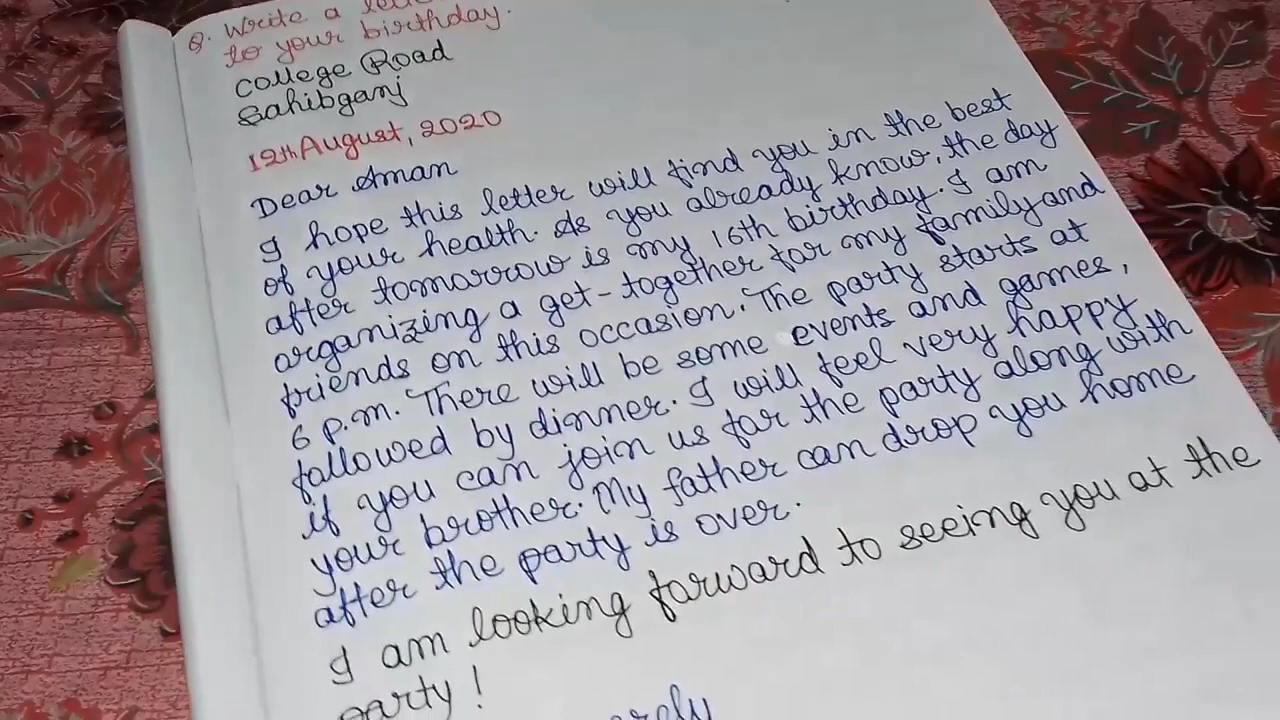 Q. Write a
to your birthday.
College Road
Sahibganj
12th August, 2020
Dear Aman
I hope this letter will find you in the best
of your health. As you already know, the day
after tomorrow is my 16th birthday. I am
organizing a get-together for my family and
friends on this occasion. The party starts at
6 p.m. There will be some events and games,
followed by dinner. I will feel very happy
if you can join us for the party along with
your brother. My father can drop you home
after the party is over.
I am looking forward to seeing you at the
party!